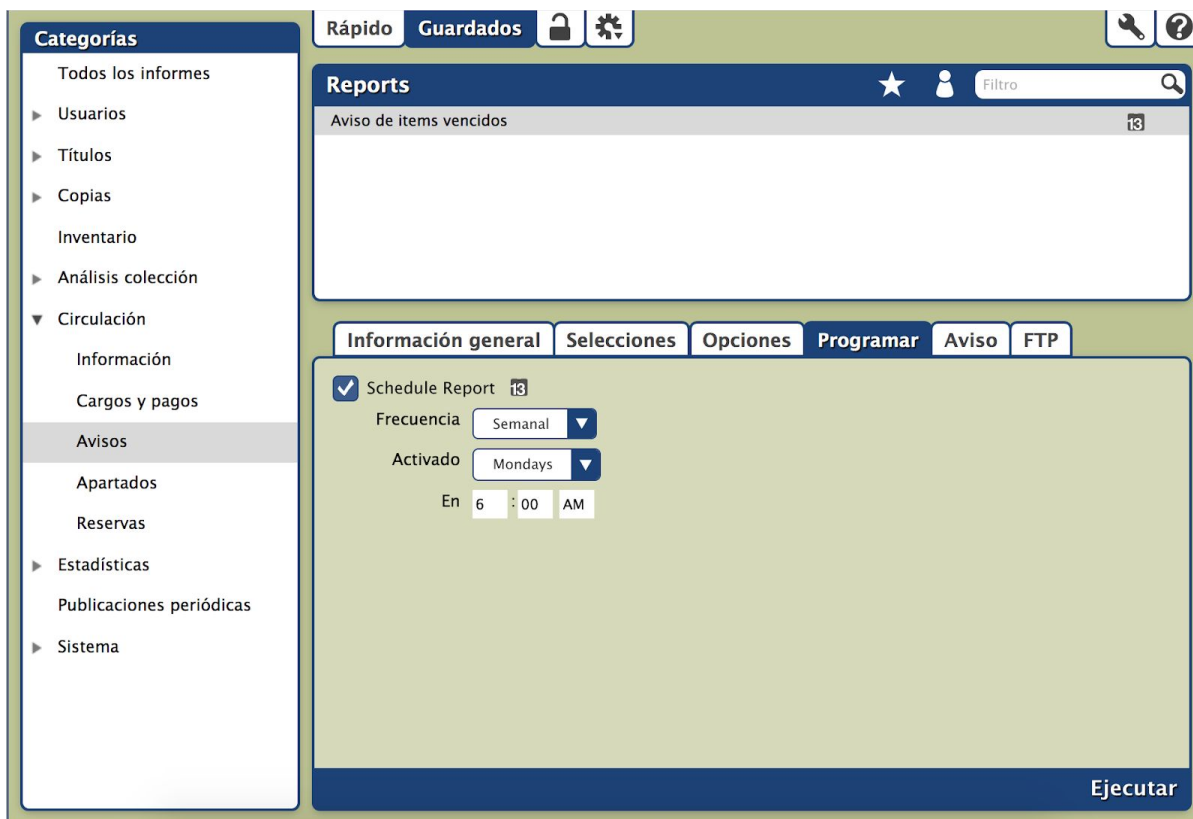 Categorías
Todos los informes
Usuarios
Títulos
Copias
Inventario
Análisis colección
Circulación
Información
Cargos y pagos
Avisos
Apartados
Reservas
Estadísticas
Publicaciones periódicas
Sistema
Rápido Guardados
Reports Filtro
Aviso de items vencidos 13
Información general Selecciones Opciones Programar Aviso FTP
Schedule Report 13
Frecuencia Semanal
Activado Mondays
En 6 : 00 AM
Ejecutar